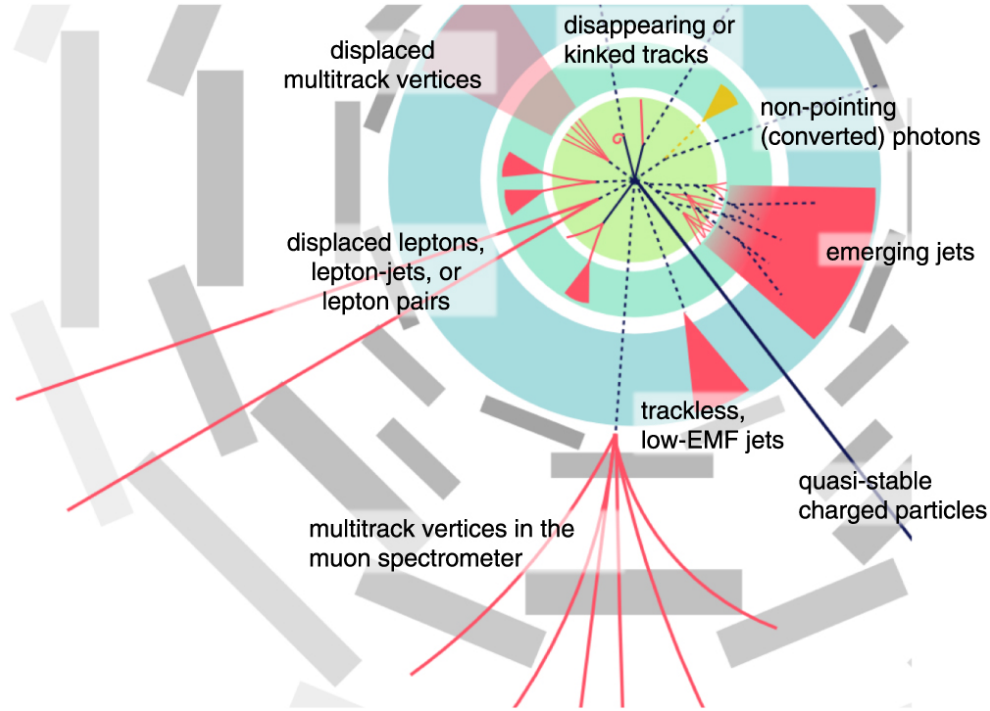 disappearing or
kinked tracks
displaced
multitrack vertices
non-pointing
(converted) photons
displaced leptons,
lepton-jets, or
lepton pairs
emerging jets
trackless,
low-EMF jets
quasi-stable
charged particles
multitrack vertices in the
muon spectrometer